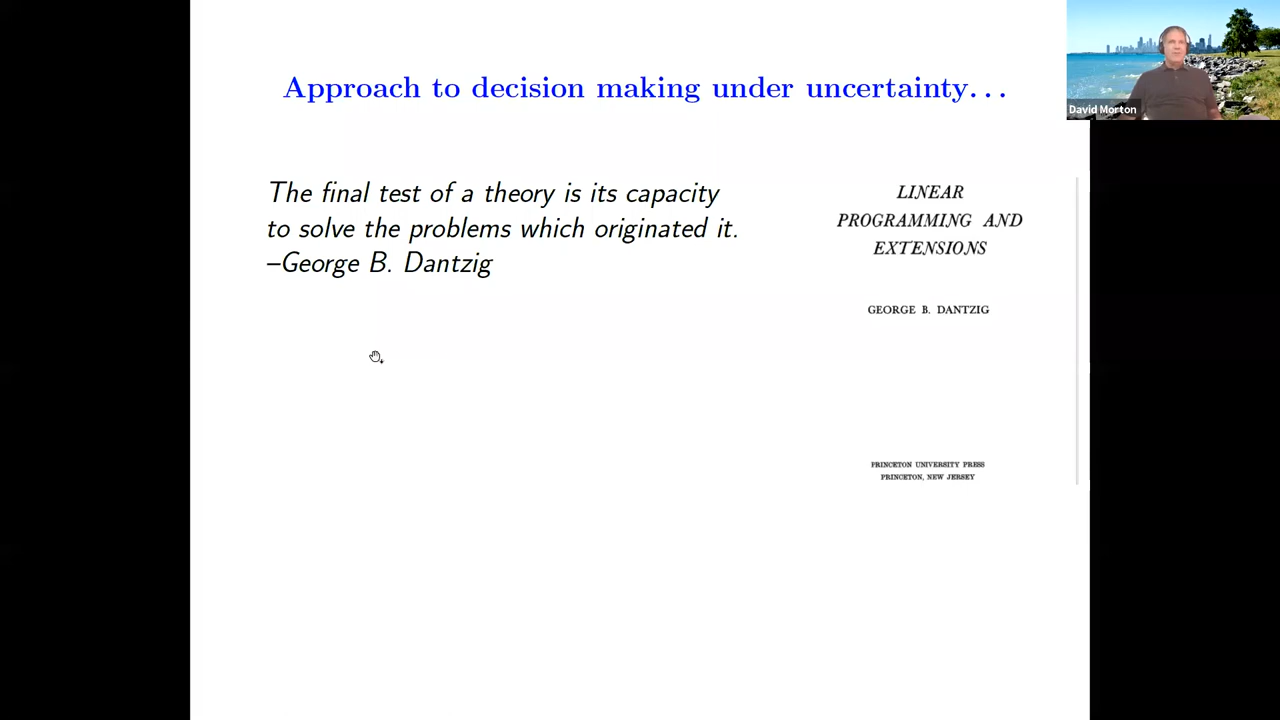 Approach to decision making under uncertainty...
David Morton
The final test of a theory is its capacity
to solve the problems which originated it.
–George B. Dantzig
LINEAR
PROGRAMMING AND
EXTENSIONS
GEORGE B. DANTZIG
PRINCETON UNIVERSITY PRESS
PRINCETON, NEW JERSEY